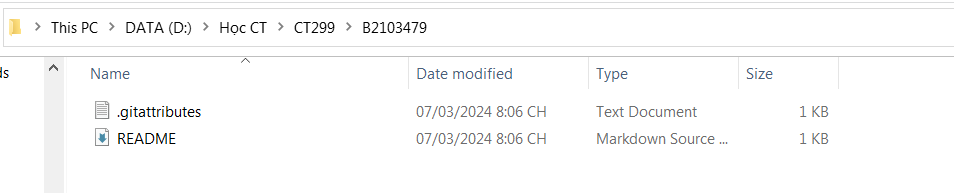 This PC > DATA (D:) > Học CT > CT299 > B2103479
ds Name Date modified Type Size
.gitattributes 07/03/2024 8:06 CH Text Document 1 KB
README 07/03/2024 8:06 CH Markdown Source ... 1 KB